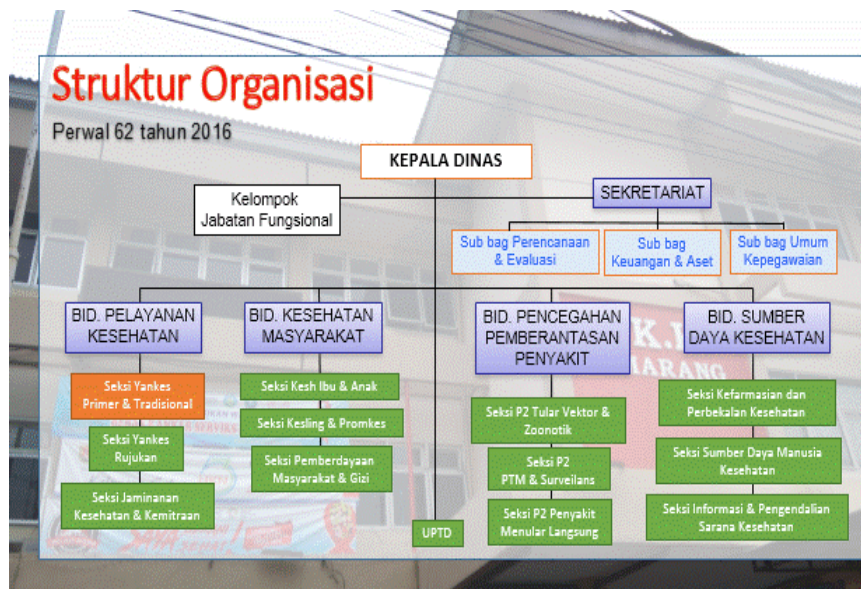 Struktur Organisasi
Perwal 62 tahun 2016
KEPALA DINAS
Kelompok
Jabatan Fungsional
SEKRETARIAT
Sub bag Perencanaan
& Evaluasi
Sub bag
Keuangan & Aset
Sub bag Umum
Kepegawaian
BID. PELAYANAN
KESEHATAN
BID. KESEHATAN
MASYARAKAT
BID. PENCEGAHAN
PEMBERANTASAN
PENYAKIT
BID. SUMBER
DAYA KESEHATAN
Seksi Yankes
Primer & Tradisional
Seksi Yankes
Rujukan
Seksi Jaminanan
Kesehatan & Kemitraan
Seksi Kesh Ibu & Anak
Seksi Kesling & Promkes
Seksi Pemberdayaan
Masyarakat & Gizi
Seksi P2 Tular Vektor &
Zoonotik
Seksi P2
PTM & Surveilans
Seksi P2 Penyakit
Menular Langsung
Seksi Kefarmasian dan
Perbekalan Kesehatan
Seksi Sumber Daya Manusia
Kesehatan
Seksi Informasi & Pengendalian
Sarana Kesehatan
UPTD